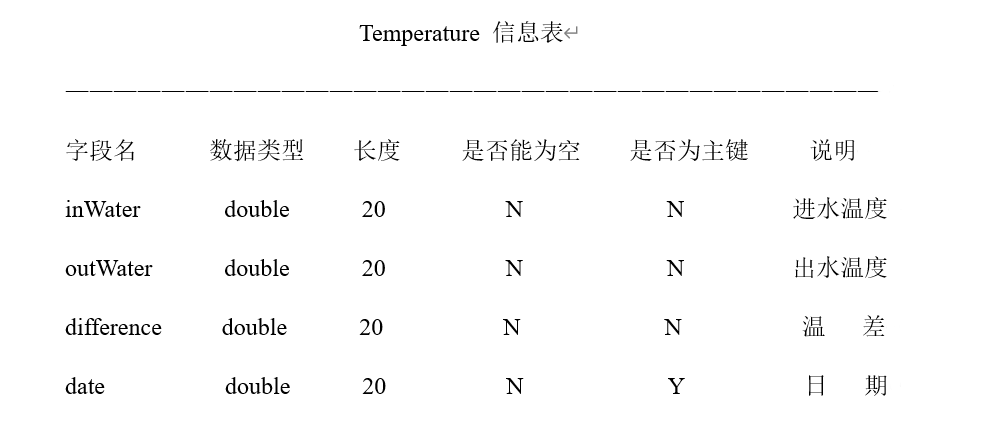 Temperature 信息表↵
字段名 数据类型 长度 是否能为空 是否为主键 说明
inWater double 20 N N 进水温度
outWater double 20 N N 出水温度
difference double 20 N N 温 差
date double 20 N Y 日 期